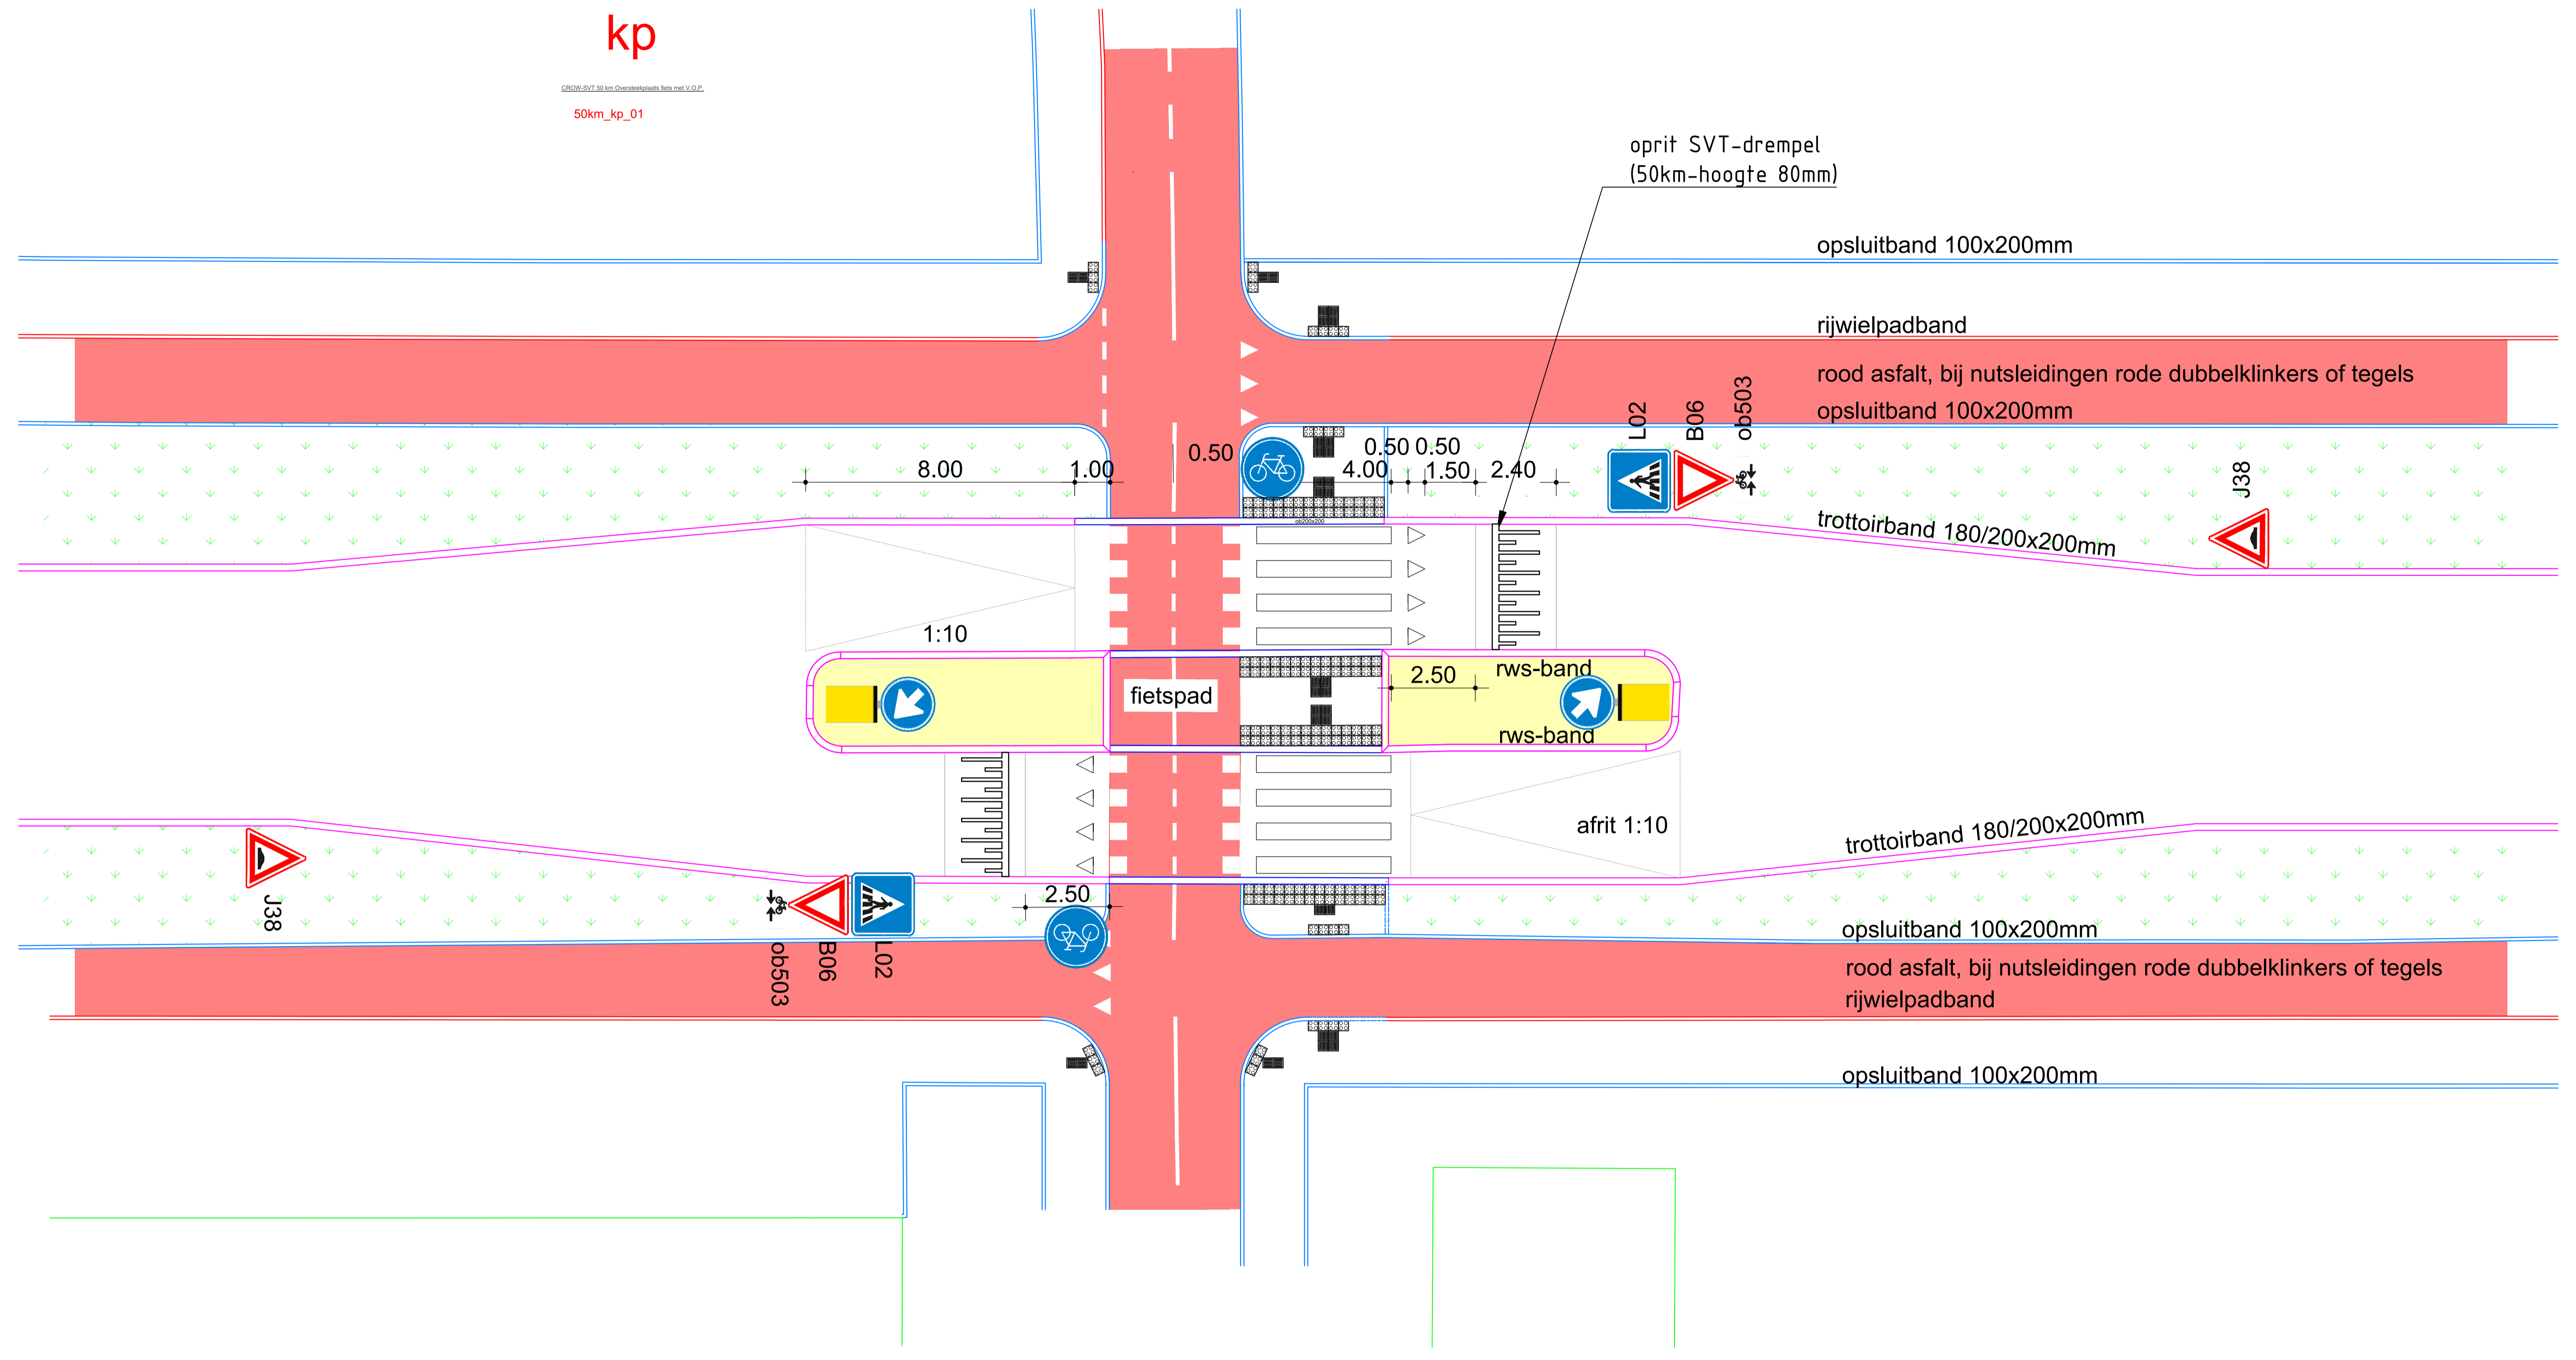 kp
CROW-SVT 50 km Oversteekplaats fiets met V.O.P.
50km_kp_01
oprit SVT-drempel
(50km-hoogte 80mm)
opsluitband 100x200mm
rijwielpadband
rood asfalt, bij nutsleidingen rode dubbelklinkers of tegels
opsluitband 100x200mm
L02
B06
ob503
J38
8.00
1.00
0.50
0.50 0.50
4.00
1.50
2.40
ob200x200
trottoirband 180/200x200mm
1:10
fietspad
rws-band
2.50
rws-band
afrit 1:10
trottoirband 180/200x200mm
J38
2.50
ob503
B06
L02
opsluitband 100x200mm
rood asfalt, bij nutsleidingen rode dubbelklinkers of tegels
rijwielpadband
opsluitband 100x200mm